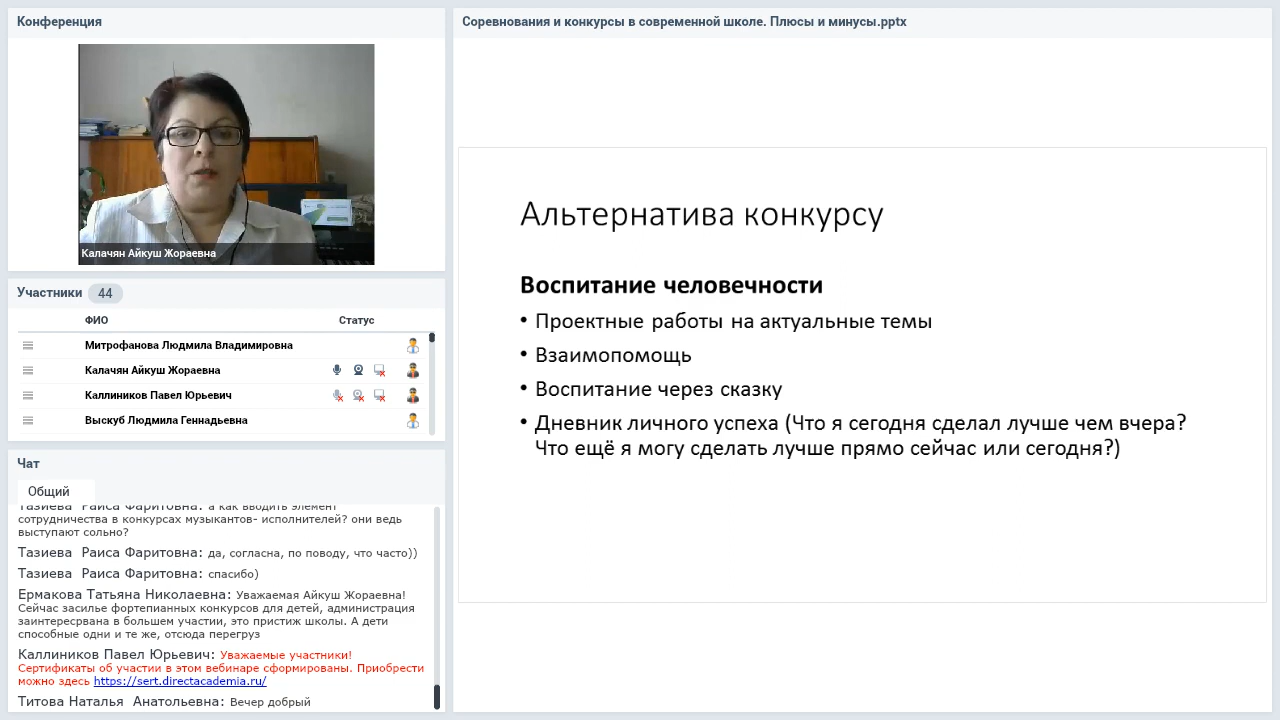 Конференция
Калачян Айкуш Жораевна
Участники 44
ФИО Статус
Митрофанова Людмила Владимировна
Калачян Айкуш Жораевна
Каллиников Павел Юрьевич
Выскуб Людмила Геннадьевна
Чат
Общий
Тазиева Раиса Фаритовна: а как вводить элемент
сотрудничества в конкурсах музыкантов- исполнителей? они ведь
выступают сольно?
Тазиева Раиса Фаритовна: да, согласна, по поводу, что часто))
Тазиева Раиса Фаритовна: спасибо)
Ермакова Татьяна Николаевна: Уважаемая Айкуш Жораевна!
Сейчас засилье фортепианных конкурсов для детей, администрация
заинтересрвана в большем участии, это пристиж школы. А дети
способные одни и те же, отсюда перегруз
Каллиников Павел Юрьевич: Уважаемые участники!
Сертификаты об участии в этом вебинаре сформированы. Приобрести
можно здесь https://sert.directacademia.ru/
Титова Наталья Анатольевна: Вечер добрый
Соревнования и конкурсы в современной школе. Плюсы и минусы.pptx
Альтернатива конкурсу
Воспитание человечности
• Проектные работы на актуальные темы
• Взаимопомощь
• Воспитание через сказку
• Дневник личного успеха (Что я сегодня сделал лучше чем вчера?
Что ещё я могу сделать лучше прямо сейчас или сегодня?)